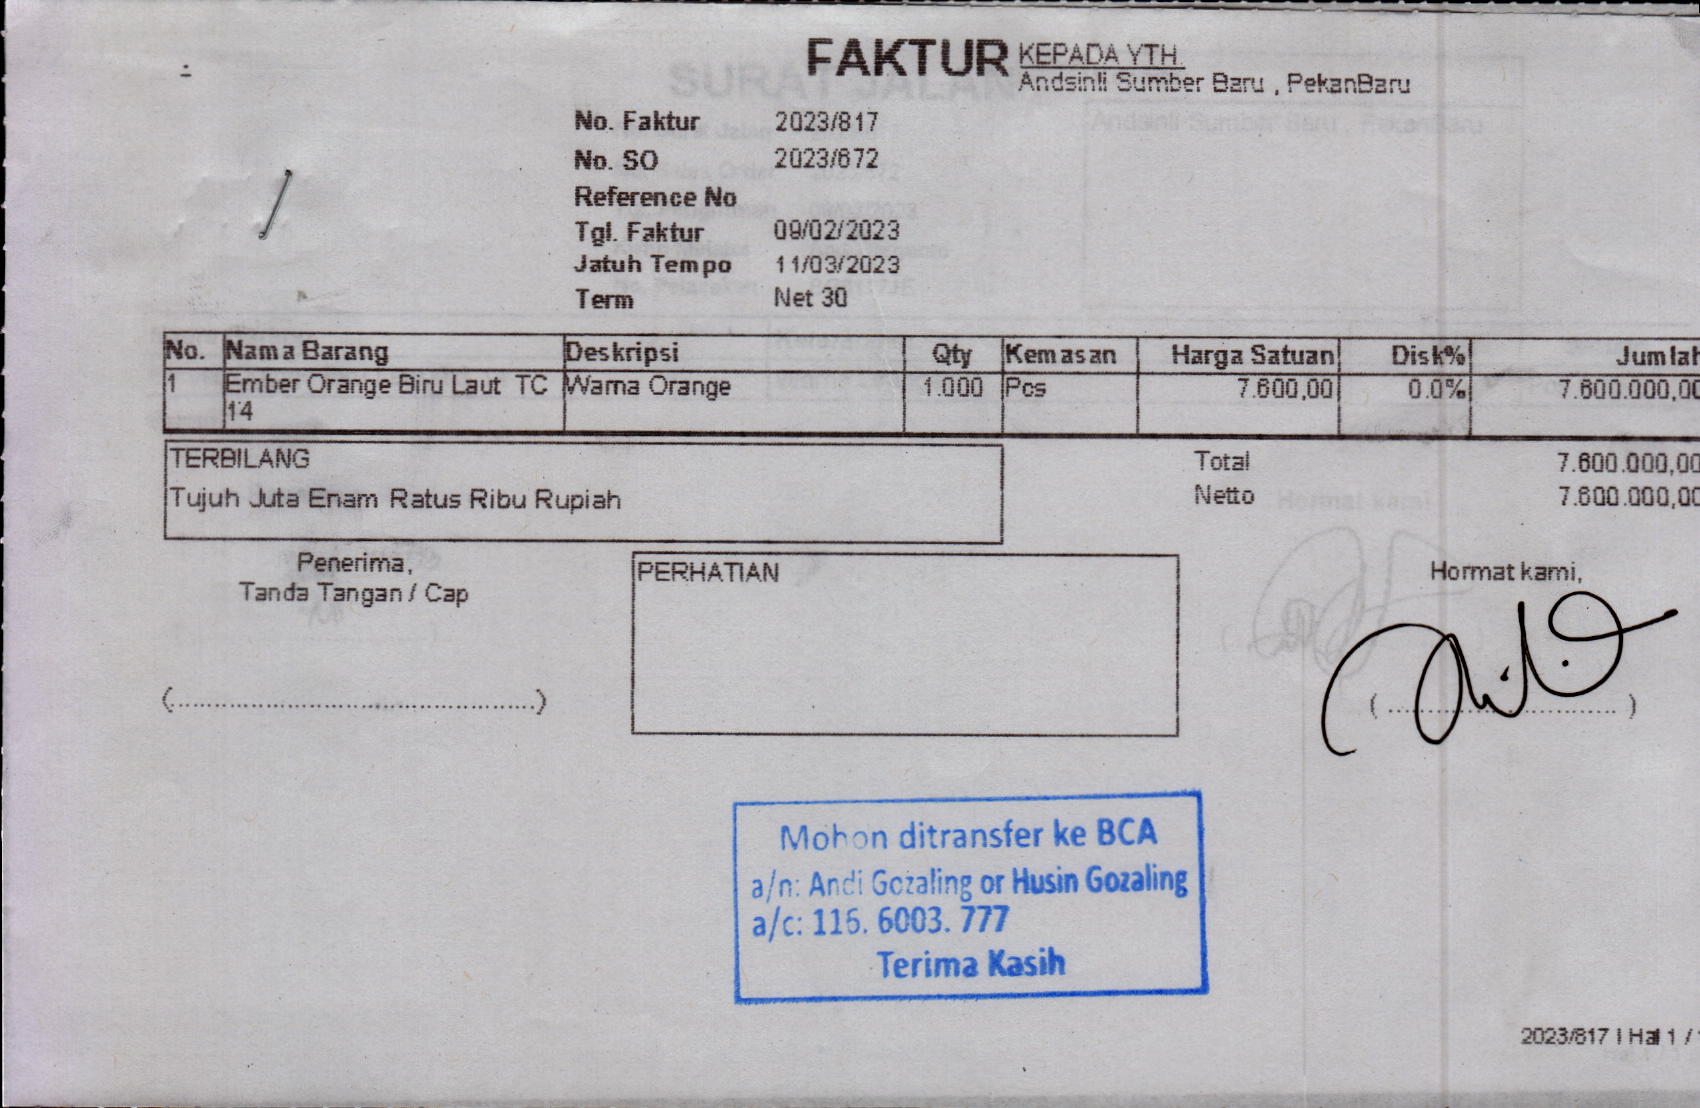 FAKTUR
KEPADA YTH.
Andsinli Sumber Baru , PekanBaru
No. Faktur 2023/817
No. SO 2023/672
Reference No
Tgl. Faktur 09/02/2023
Jatuh Tempo 11/03/2023
Term Net 30
No. Nama Barang Deskripsi Qty Kemasan Harga Satuan Disk% Jumlah
1 Ember Orange Biru Laut TC Warna Orange 1.000 Pcs 7.600,00 0.0% 7.600.000,00
14
TERBILANG
Tujuh Juta Enam Ratus Ribu Rupiah
Total 7.600.000,00
Netto 7.600.000,00
Penerima,
Tanda Tangan / Cap
(..............................................)
PERHATIAN
Hormat kami,
(..............................)
Mohon ditransfer ke BCA
a/n: Andi Gozaling or Husin Gozaling
a/c: 116. 6003. 777
Terima Kasih
2023/817 | Hal 1 /